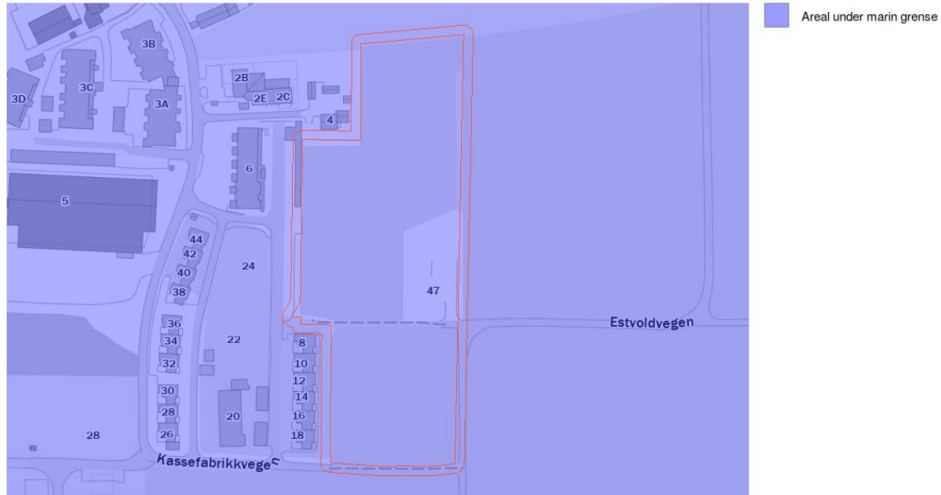 Areal under marin grense
3B
3D
3C
3A
2B
2E
2C
4
6
5
44
42
40
38
24
47
Estvoldvegen
36
34
32
22
8
10
12
14
16
18
30
28
26
20
28
Kassefabrikkvegen